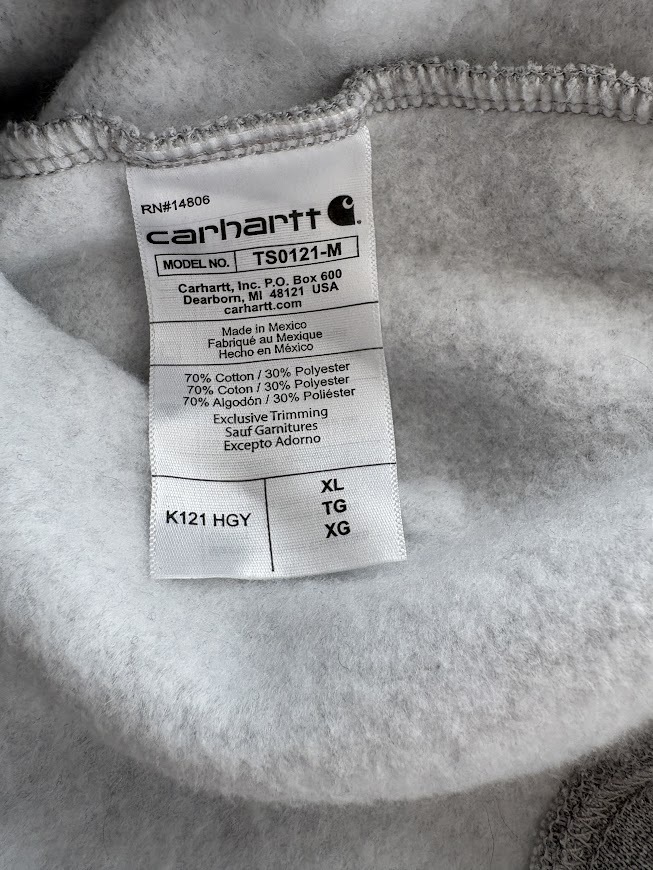 RN#14806
carhartt
MODEL NO. TS0121-M
Carhartt, Inc. P.O. Box 600
Dearborn, MI 48121 USA
carhartt.com
Made in Mexico
Fabriqué au Mexique
Hecho en México
70% Cotton / 30% Polyester
70% Coton / 30% Polyester
70% Algodón / 30% Poliéster
Exclusive Trimming
Sauf Garnitures
Excepto Adorno
K121 HGY
XL
TG
XG